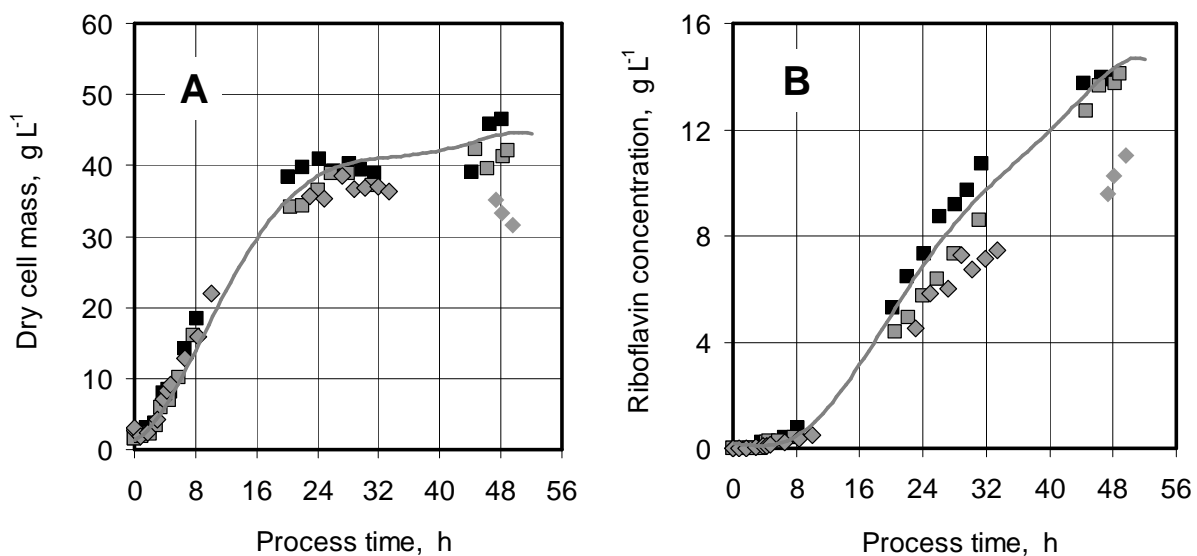 A
Dry cell mass, g L-1
60
50
40
30
20
10
0
0 8 16 24 32 40 48 56
Process time, h
B
Riboflavin concentration, g L-1
16
12
8
4
0
0 8 16 24 32 40 48 56
Process time, h